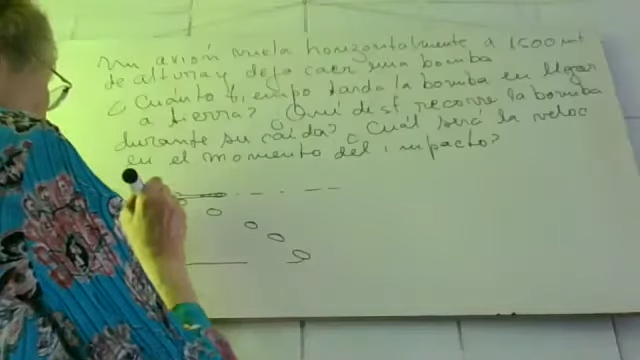 Un avión vuela horizontalmente a 1500 mt
de altura y deja caer una bomba
¿Cuánto tiempo tarda la bomba en llegar
a tierra? ¿Qué dist recorre la bomba
durante su caída? ¿Cuál será la veloc
en el momento del impacto?